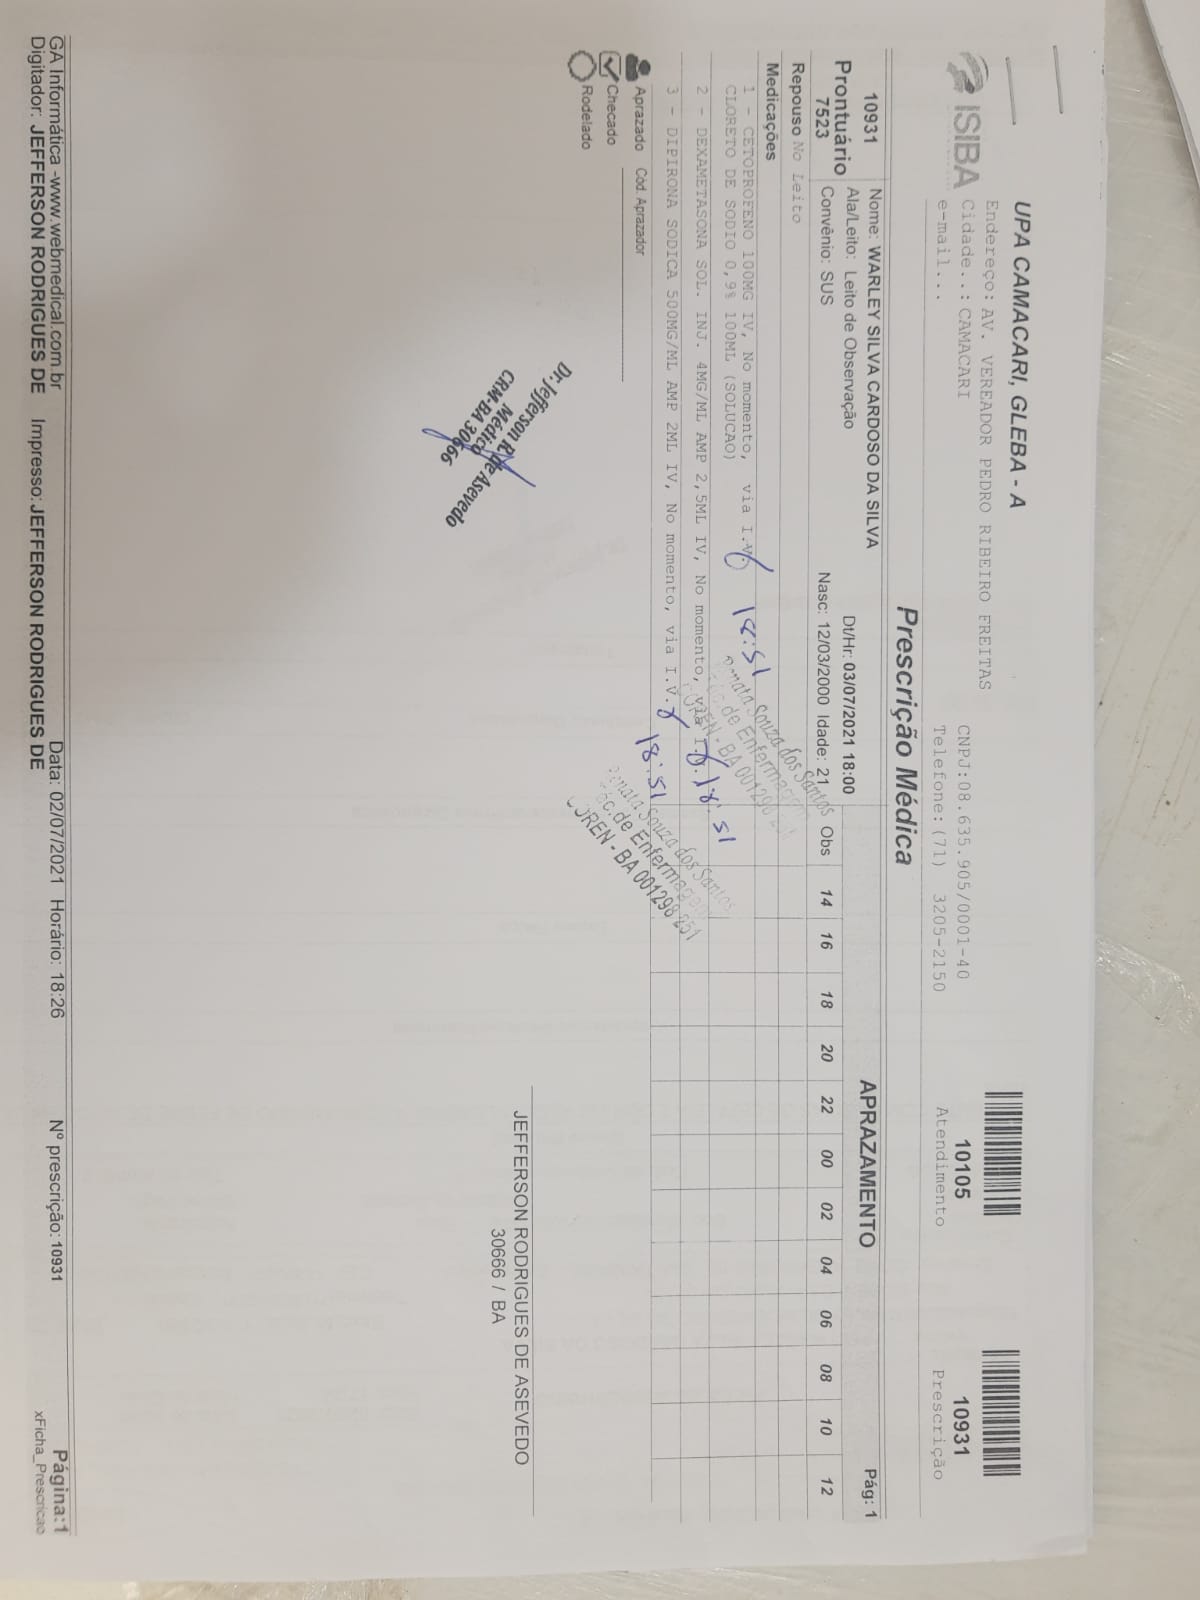 ISIBA
UPA CAMACARI, GLEBA - A
Endereço: AV. VEREADOR PEDRO RIBEIRO FREITAS
Cidade..: CAMACARI
e-mail...
CNPJ:08.635.905/0001-40
Telefone:(71) 3205-2150
10105
Atendimento
10931
Prescrição
Prescrição Médica
10931
Prontuário
7523
Nome: WARLEY SILVA CARDOSO DA SILVA
Ala/Leito: Leito de Observação
Convênio: SUS
Dt/Hr: 03/07/2021 18:00
Nasc: 12/03/2000 Idade: 21
APRAZAMENTO
Pág: 1
Obs 14 16 18 20 22 00 02 04 06 08 10 12
Repouso No Leito
Medicações
1 - CETOPROFENO 100MG IV, No momento, via I.V. 18:51
CLORETO DE SODIO 0,9% 100ML (SOLUCAO)
2 - DEXAMETASONA SOL. INJ. 4MG/ML AMP 2,5ML IV, No momento, via I.V. 18:51
3 - DIPIRONA SODICA 500MG/ML AMP 2ML IV, No momento, via I.V. 18:51
Renata Souza dos Santos
Téc. de Enfermagem
COREN - BA 001298 251
Renata Souza dos Santos
Téc. de Enfermagem
COREN - BA 001298 251
Aprazado Cód. Aprazador
Checado
Rodelado
Dr. Jefferson R. de Asevedo
Médico
CRM-BA 30666
JEFFERSON RODRIGUES DE ASEVEDO
30666 / BA
GA Informática -www.webmedical.com.br Data: 02/07/2021 Horário: 18:26 Nº prescrição: 10931 Página:1
Digitador: JEFFERSON RODRIGUES DE Impresso:JEFFERSON RODRIGUES DE xFicha_Prescricao